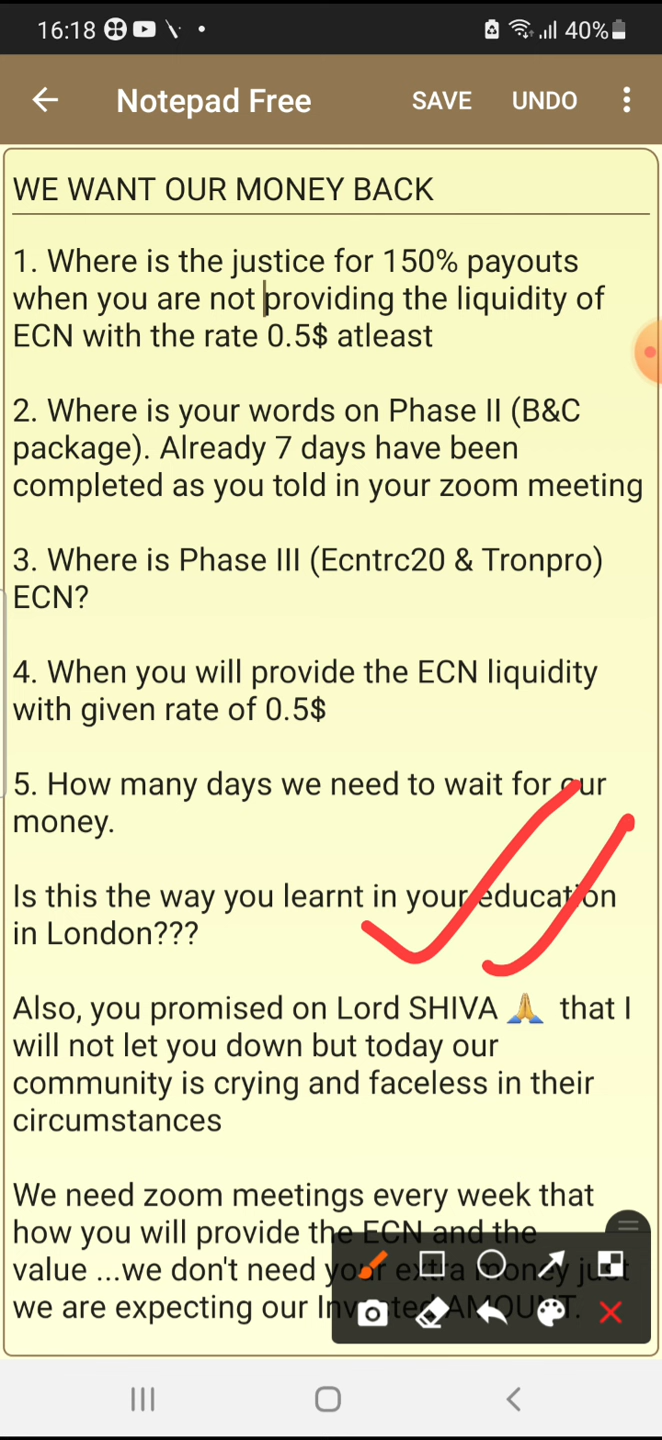 16:18 40%
Notepad Free SAVE UNDO
WE WANT OUR MONEY BACK
1. Where is the justice for 150% payouts
when you are not providing the liquidity of
ECN with the rate 0.5$ atleast
2. Where is your words on Phase II (B&C
package). Already 7 days have been
completed as you told in your zoom meeting
3. Where is Phase III (Ecntrc20 & Tronpro)
ECN?
4. When you will provide the ECN liquidity
with given rate of 0.5$
5. How many days we need to wait for our
money.
Is this the way you learnt in your education
in London???
Also, you promised on Lord SHIVA 🙏 that I
will not let you down but today our
community is crying and faceless in their
circumstances
We need zoom meetings every week that
how you will provide the ECN and the
value ...we don't need your extra money just
we are expecting our Invested AMOUNT.